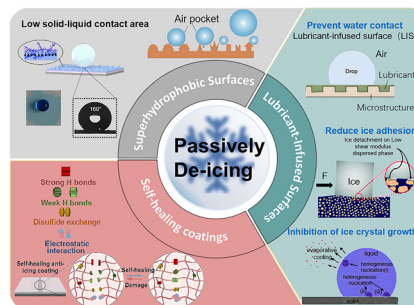 Low solid-liquid contact area
Air pocket
160°
Superhydrophobic Surfaces
Prevent water contact
Lubricant-infused surface (LIS
Air
Drop
Lubricant
Microstructure
Lubricant-Infused Surfaces
Passively
De-icing
Reduce ice adhesion
Ice detachment on Low
shear modulus
dispersed phase
F
Ice
Self-healing coatings
Strong H bonds
Weak H bonds
Disulfide exchange
Electrostatic
interaction
Self-healing anti-
icing coating
Self-healing
Damage
Inhibition of ice crystal growth
evaporative
cooling
liquid
homogeneous
nucleation(I)
heterogeneous
nucleation